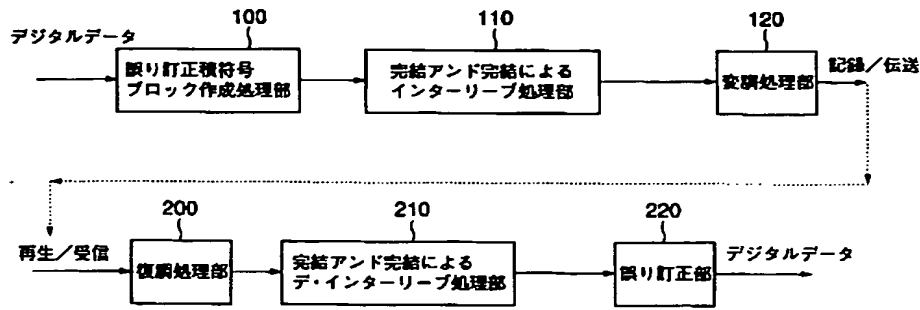 100
110
120
デジタルデータ
誤り訂正積符号
ブロック作成処理部
完結アンド完結による
インターリーブ処理部
変調処理部
記録/伝送
200
210
220
再生/受信
復調処理部
完結アンド完結による
デ・インターリーブ処理部
誤り訂正部
デジタルデータ